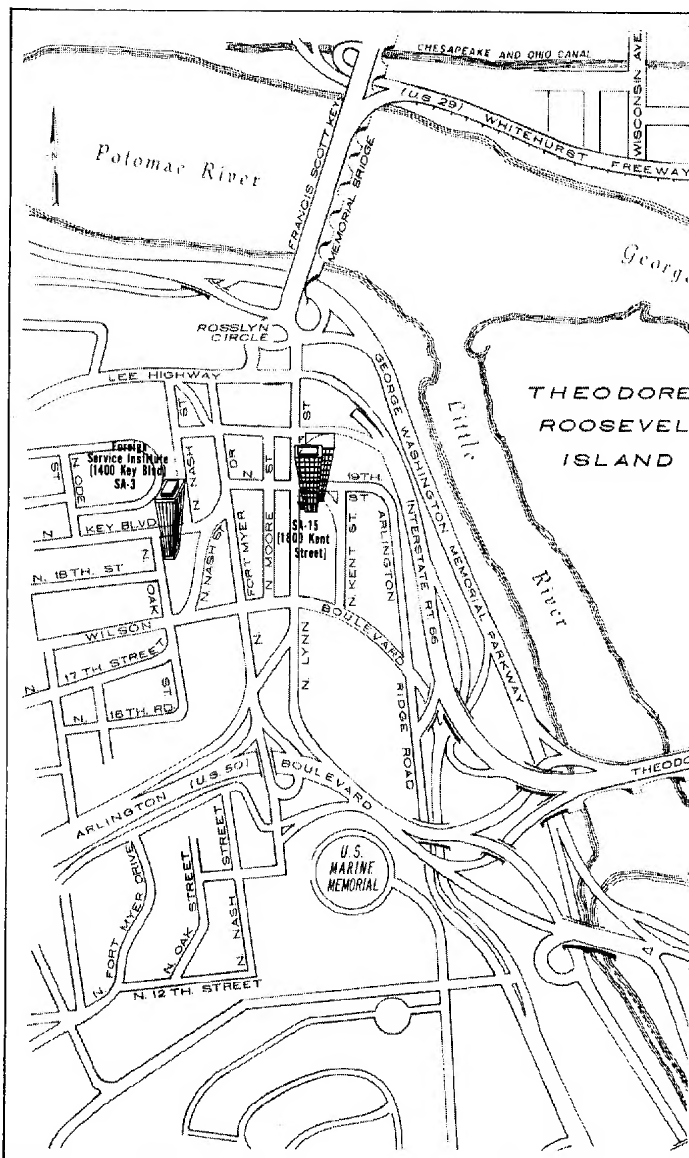 CHESAPEAKE AND OHIO CANAL
WISCONSIN AVE.
(U.S 29) WHITEHURST FREEWAY
Potomac River
FRANCIS SCOTT KEY
MEMORIAL BRIDGE
George
ROSSLYN
CIRCLE
LEE HIGHWAY
GEORGE WASHINGTON MEMORIAL PARKWAY
Little
River
THEODORE
ROOSEVEL
ISLAND
ST
ST
N NASH
DR
N
ST
Foreign
Service Institute
(1400 Key Blvd)
SA-3
ST
N ODE
19TH
ST
N
SA-15
(1800 Kent
Street)
N KENT ST.
ARLINGTON
INTERSTATE RT 66
N
KEY BLVD
N
N. 18TH. ST
N. NASH ST
FORT MYER
N MOORE
OAK
WILSON
BOULEVARD
N
N. LYNN
N
17TH STREET
ST
N.
16TH. RD
RIDGE ROAD
ARLINGTON (U.S. 50)
BOULEVARD
THEODO
U.S.
MARINE
MEMORIAL
N. FORT MYER DRIVE
N. OAK STREET
STREET
N NASH
N. 12TH. STREET